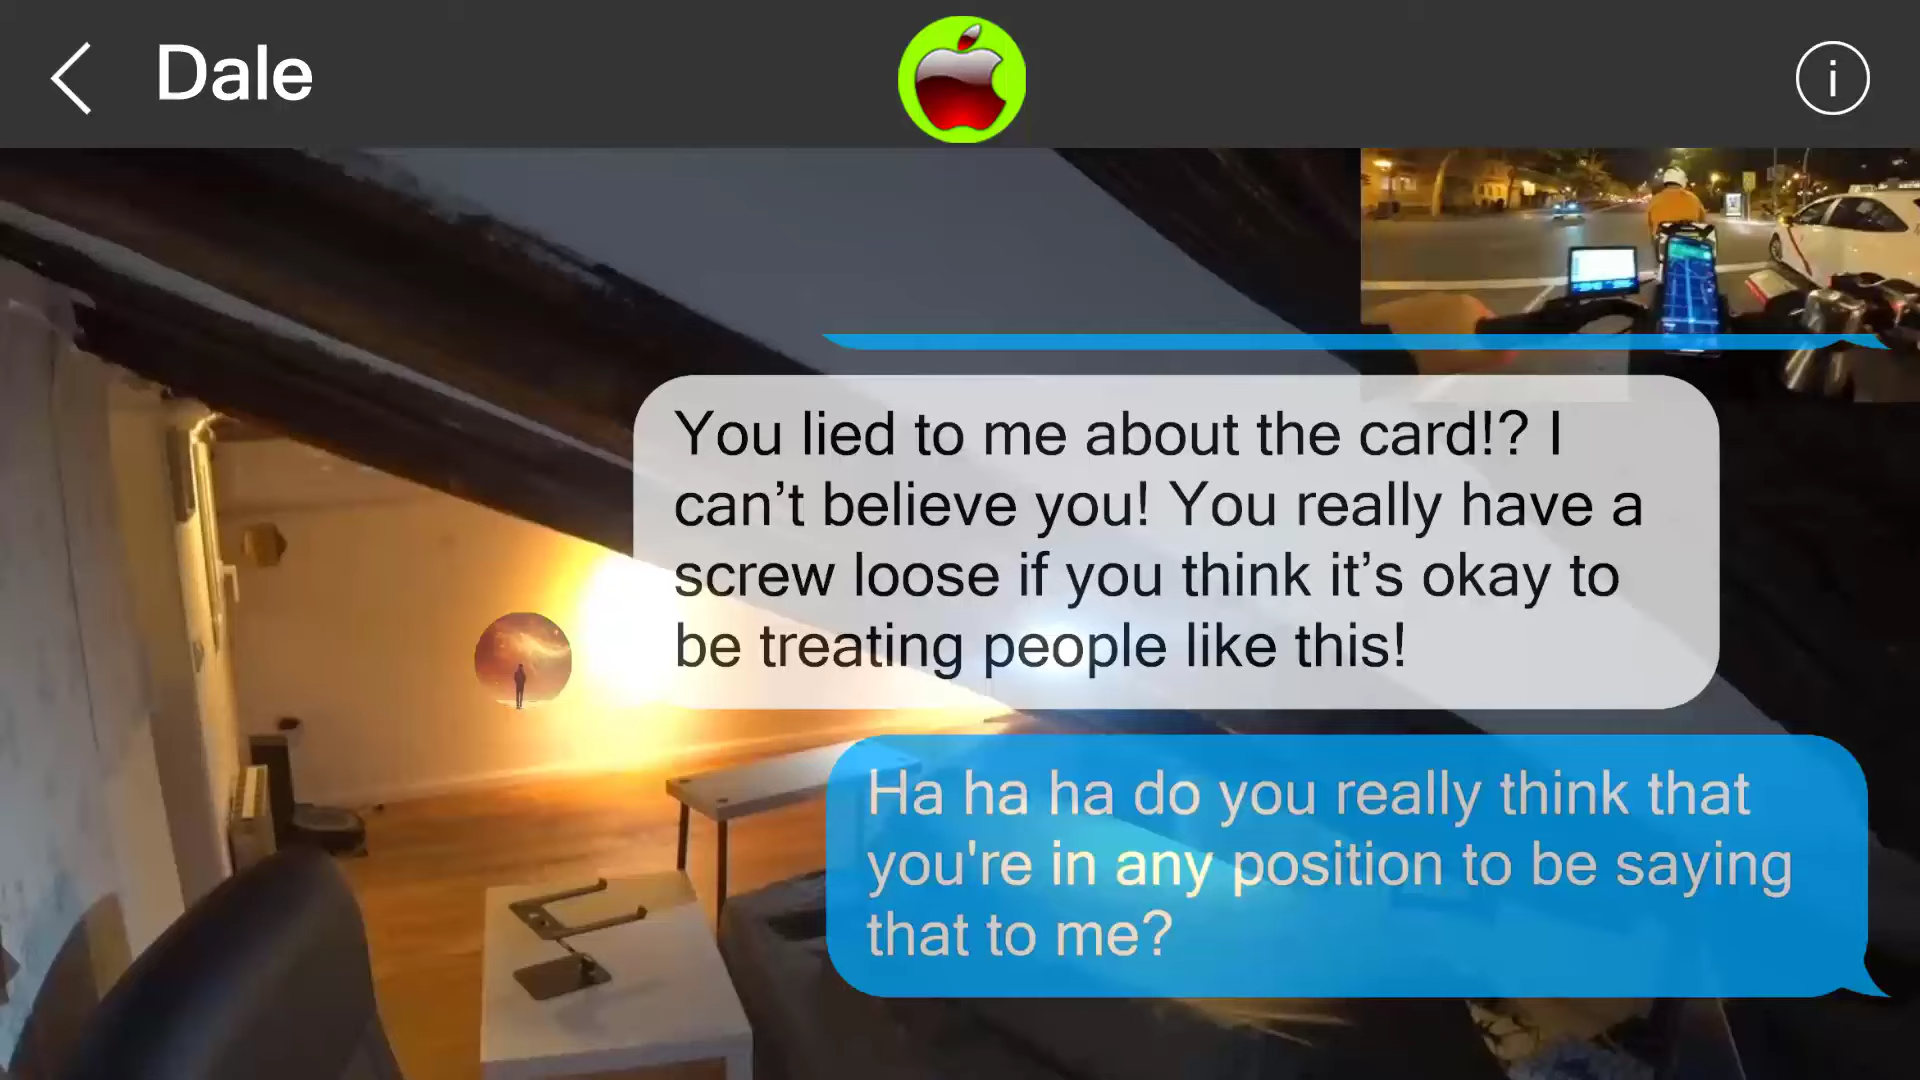 Dale
You lied to me about the card!? I
can’t believe you! You really have a
screw loose if you think it’s okay to
be treating people like this!
Ha ha ha do you really think that
you're in any position to be saying
that to me?